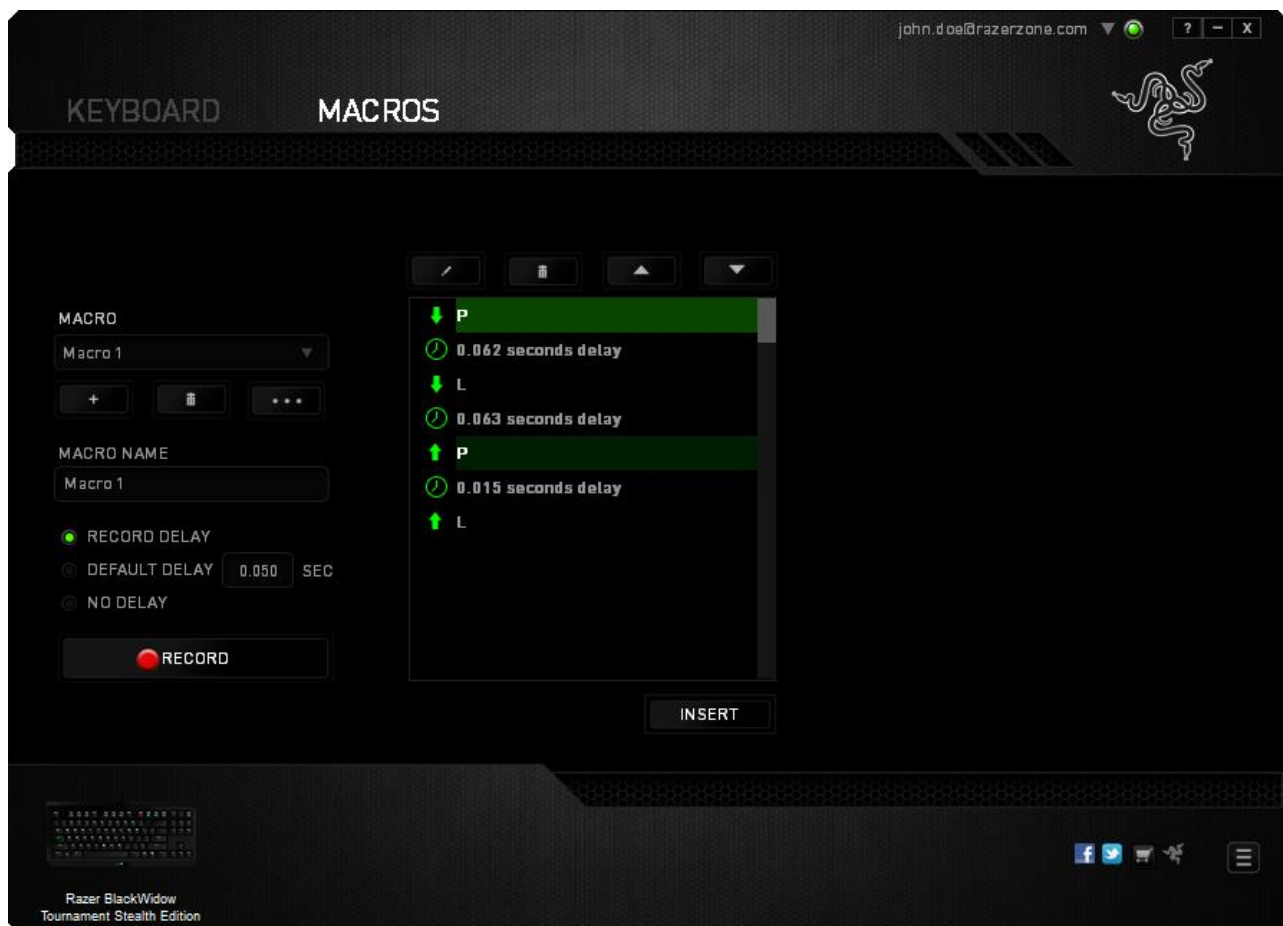 john.doe@razerzone.com
? – X
KEYBOARD MACROS
MACRO
Macro 1
+
MACRO NAME
Macro 1
RECORD DELAY
DEFAULT DELAY 0.050 SEC
NO DELAY
RECORD
P
0.062 seconds delay
L
0.063 seconds delay
P
0.015 seconds delay
L
INSERT
Razer BlackWidow
Tournament Stealth Edition